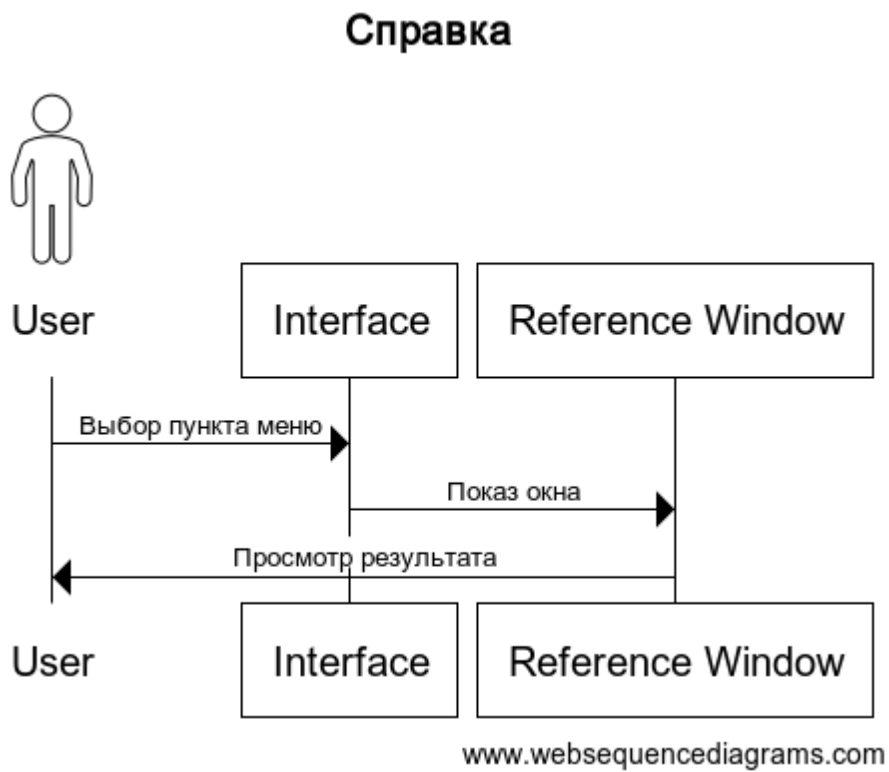 Справка
User
Interface
Reference Window
Выбор пункта меню
Показ окна
Просмотр результата
User
Interface
Reference Window
www.websequencediagrams.com